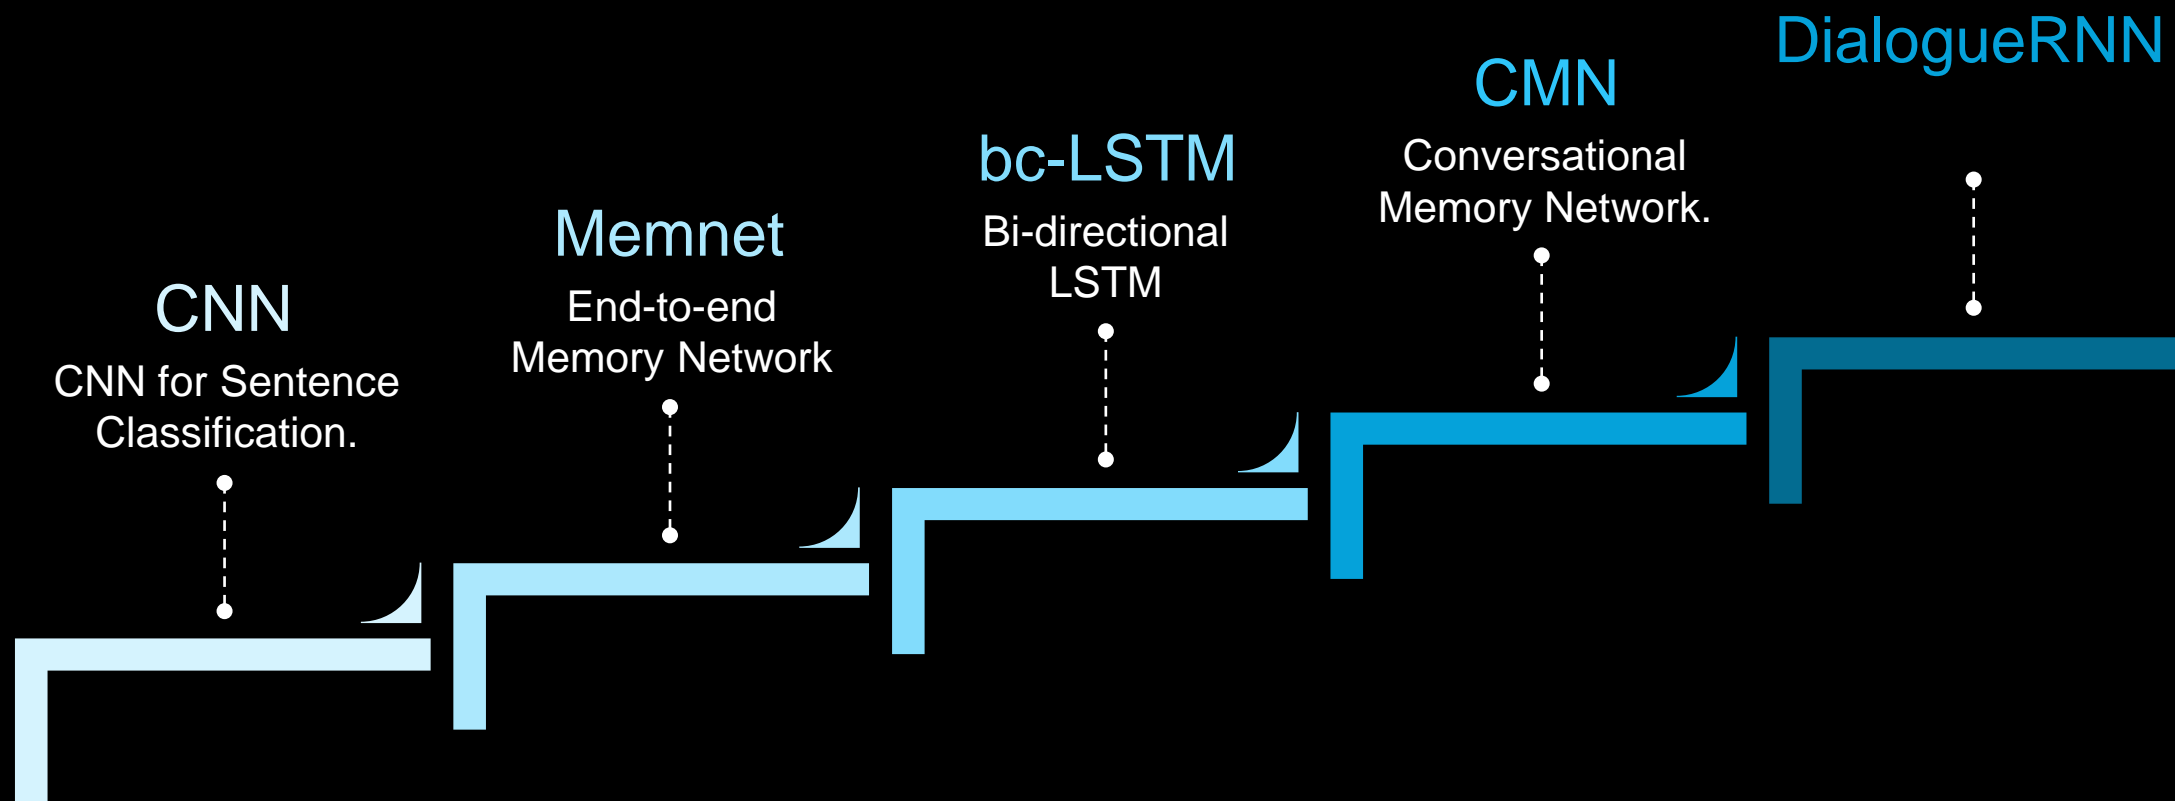 CNN
CNN for Sentence
Classification.
Memnet
End-to-end
Memory Network
bc-LSTM
Bi-directional
LSTM
CMN
Conversational
Memory Network.
DialogueRNN